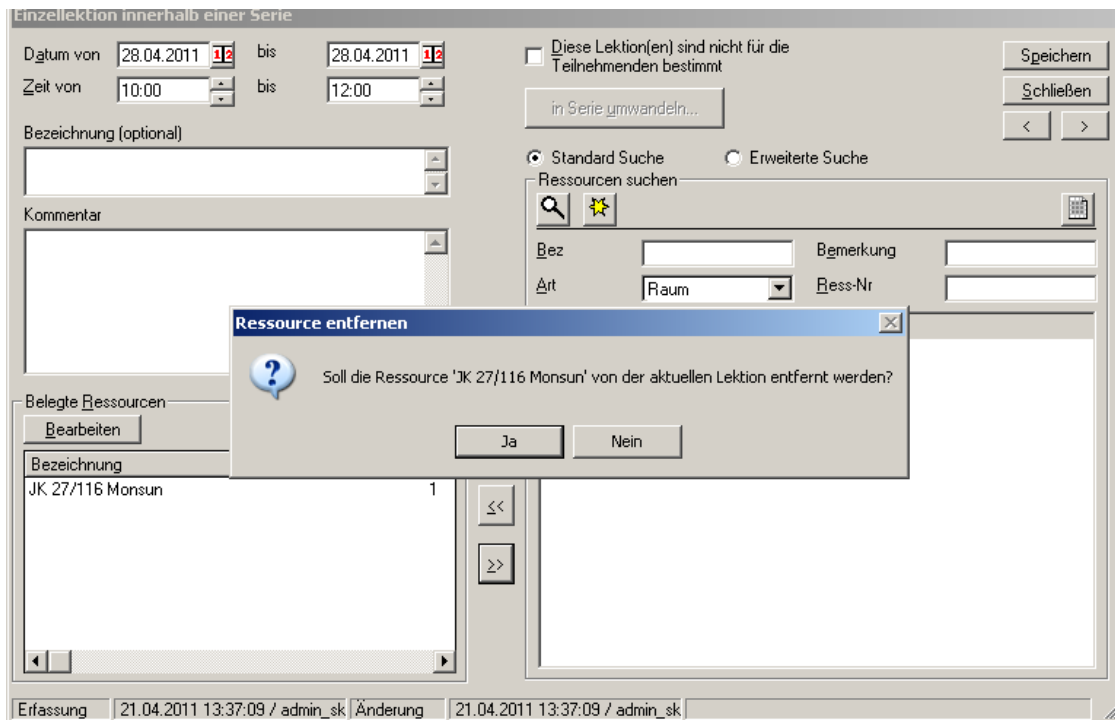 Einzellektion innerhalb einer Serie
Datum von 28.04.2011 bis 28.04.2011
Zeit von 10:00 bis 12:00
Bezeichnung (optional)
Kommentar
Diese Lektion(en) sind nicht für die
Teilnehmenden bestimmt
in Serie umwandeln...
Speichern
Schließen
< >
Standard Suche Erweiterte Suche
Ressourcen suchen
Bez Bemerkung
Art Raum Ress-Nr
Ressource entfernen
Soll die Ressource 'JK 27/116 Monsun' von der aktuellen Lektion entfernt werden?
Ja Nein
Belegte Ressourcen
Bearbeiten
Bezeichnung
JK 27/116 Monsun 1
<<
>>
Erfassung 21.04.2011 13:37:09 / admin_sk Änderung 21.04.2011 13:37:09 / admin_sk